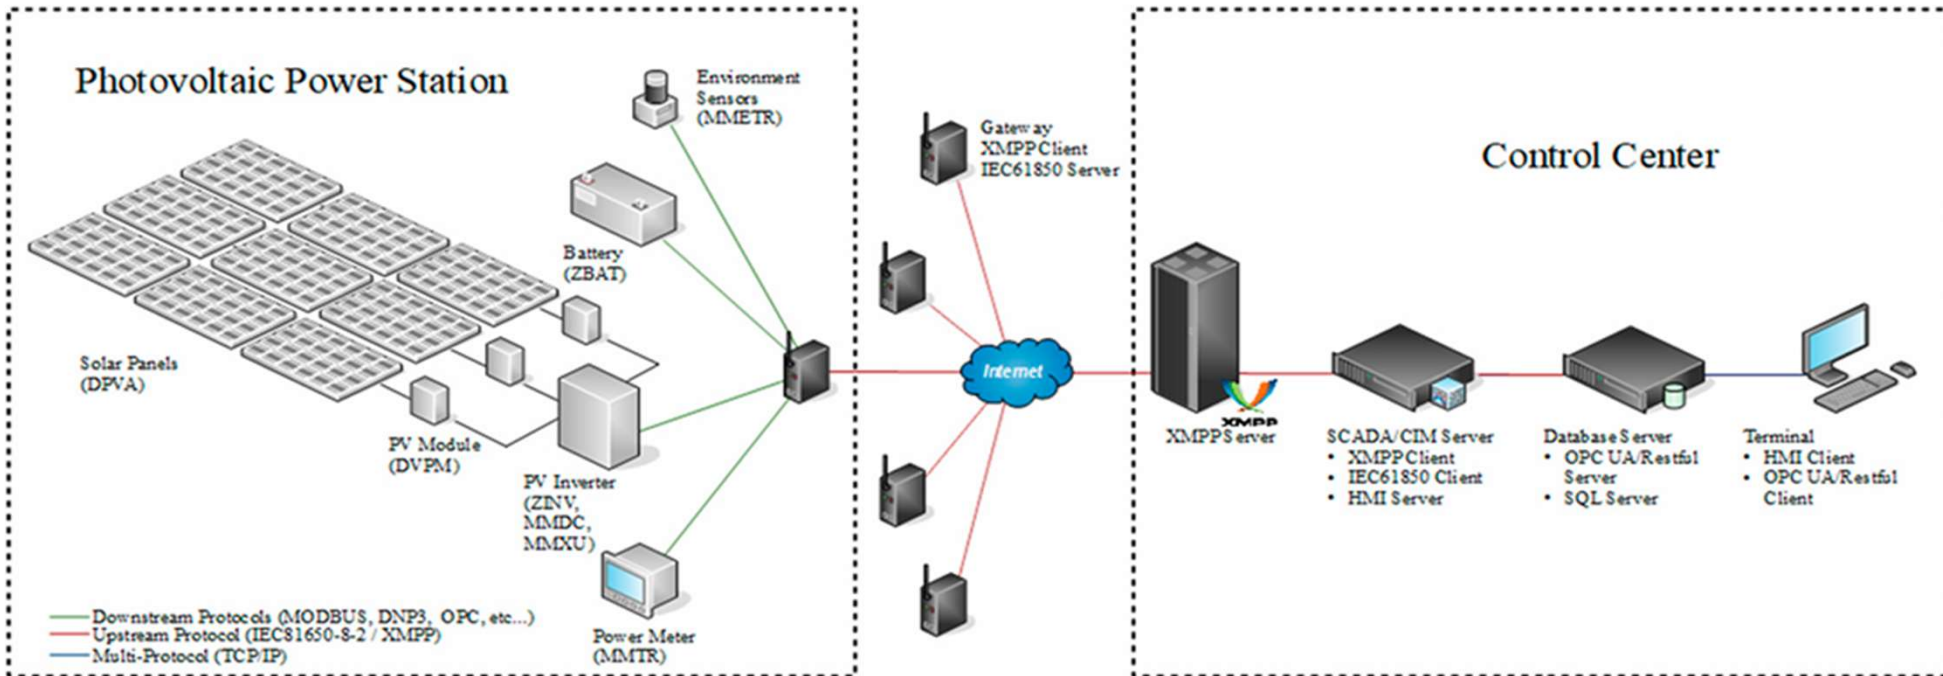 Photovoltaic Power Station
Environment
Sensors
(MMETR)
Battery
(ZBAT)
Solar Panels
(DPVA)
PV Module
(DVPM)
PV Inverter
(ZINV,
MMDC,
MMXU)
Power Meter
(MMTR)
Downstream Protocols (MODBUS, DNP3, OPC, etc...)
Upstream Protocol (IEC81650-8-2 / XMPP)
Multi-Protocol (TCP/IP)
Gateway
XMPP Client
IEC61850 Server
Internet
Control Center
XMPP
XMPP Server
SCADA/CIM Server
• XMPP Client
• IEC61850 Client
• HMI Server
Database Server
• OPC UA/Restful
Server
• SQL Server
Terminal
• HMI Client
• OPC UA/Restful
Client